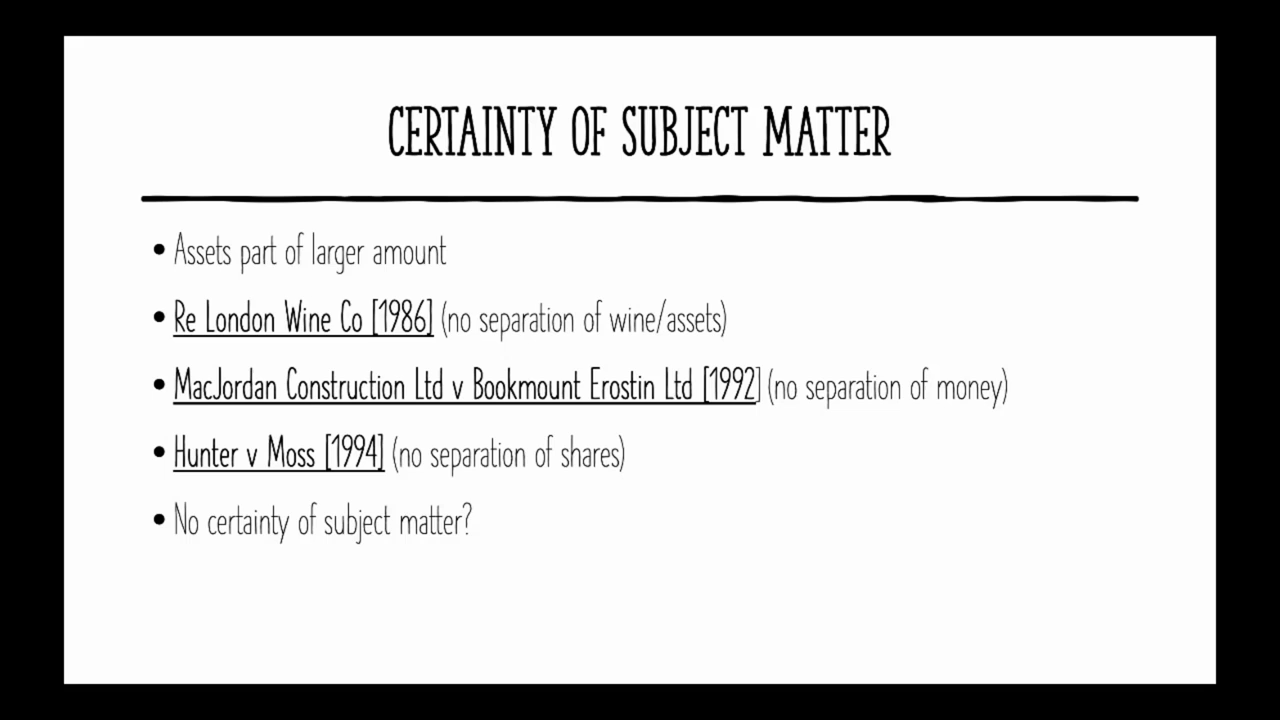 CERTAINTY OF SUBJECT MATTER
• Assets part of larger amount
• Re London Wine Co [1986] (no separation of wine/assets)
• MacJordan Construction Ltd v Bookmount Erostin Ltd [1992] (no separation of money)
• Hunter v Moss [1994] (no separation of shares)
• No certainty of subject matter?